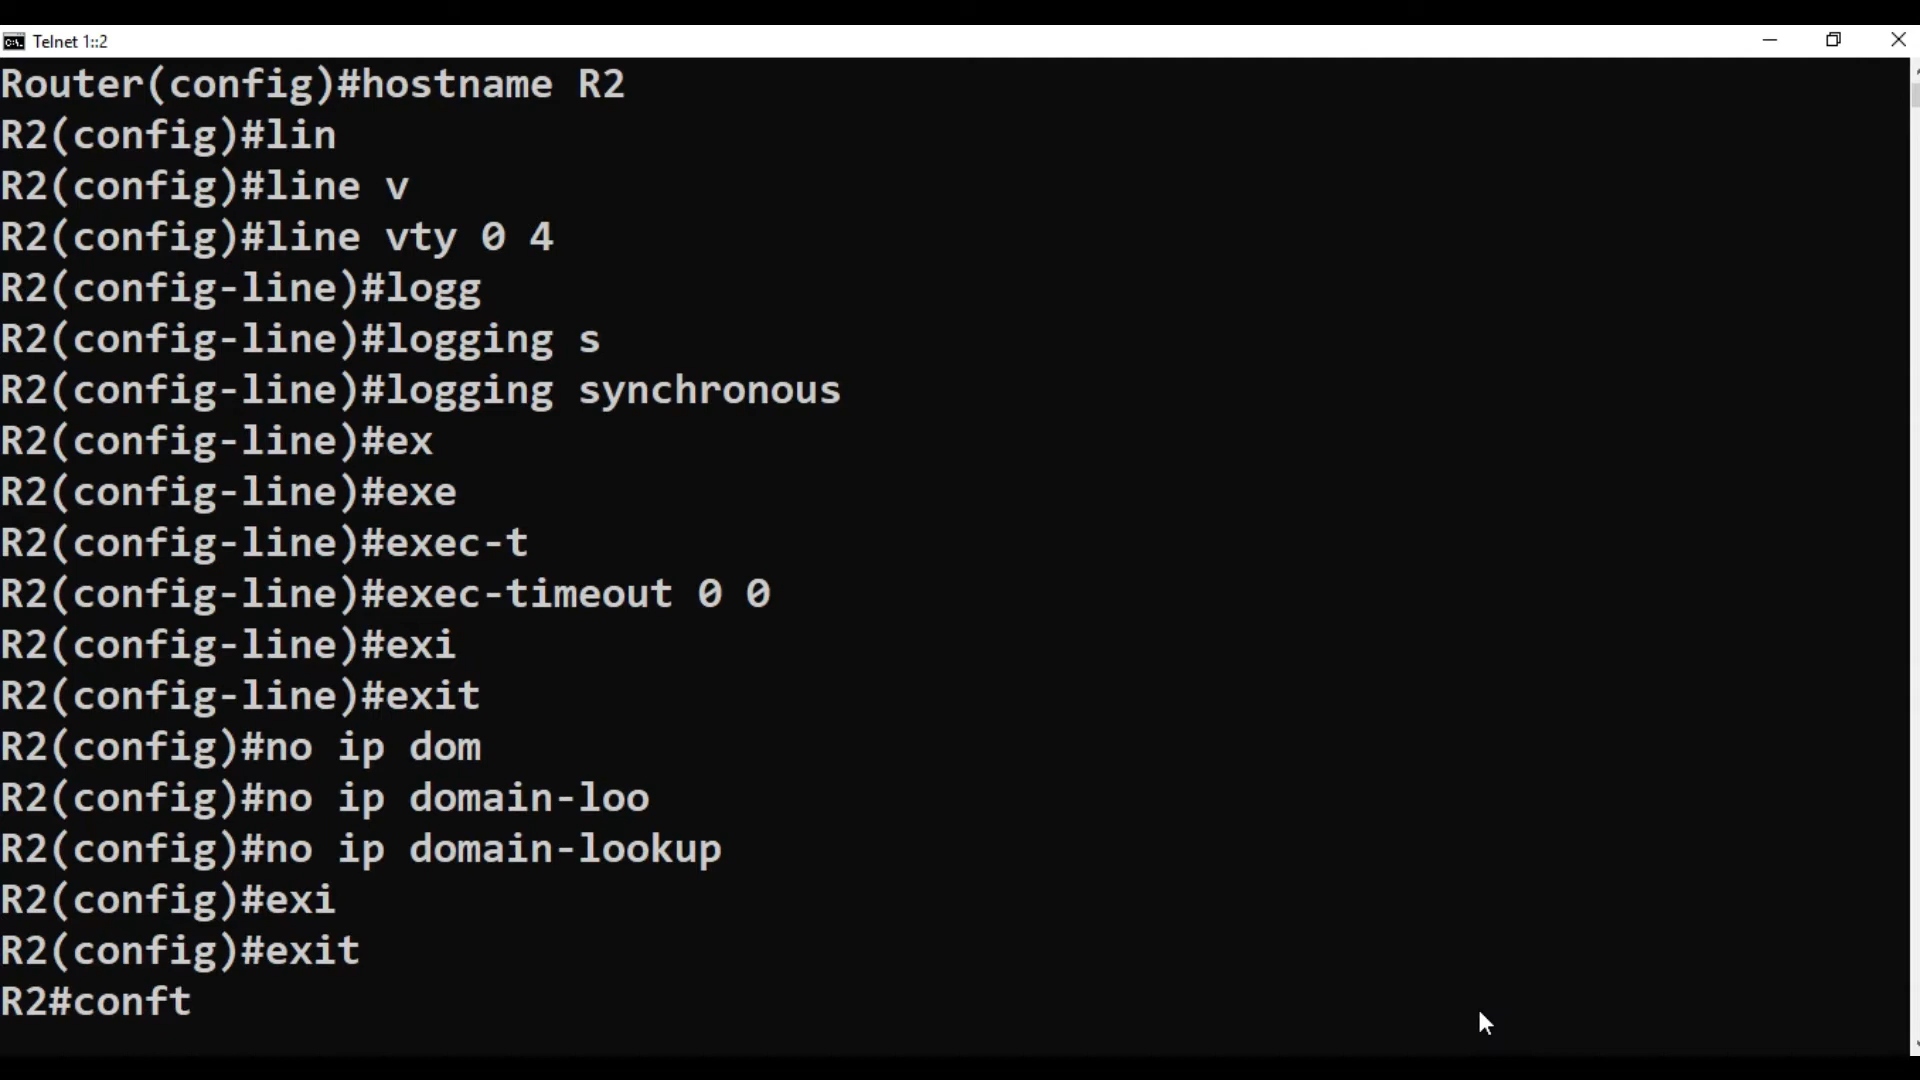 Telnet 1::2
Router(config)#hostname R2
R2(config)#lin
R2(config)#line v
R2(config)#line vty 0 4
R2(config-line)#logg
R2(config-line)#logging s
R2(config-line)#logging synchronous
R2(config-line)#ex
R2(config-line)#exe
R2(config-line)#exec-t
R2(config-line)#exec-timeout 0 0
R2(config-line)#exi
R2(config-line)#exit
R2(config)#no ip dom
R2(config)#no ip domain-loo
R2(config)#no ip domain-lookup
R2(config)#exi
R2(config)#exit
R2#conft